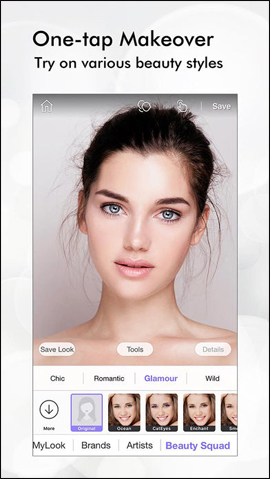 One-tap Makeover
Try on various beauty styles
Save
Save Look
Tools
Details
Chic
Romantic
Glamour
Wild
More
Original
Ocean
CatEyes
Enchant
MyLook
Brands
Artists
Beauty Squad